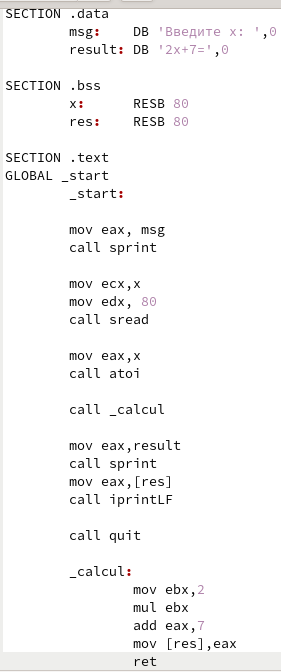 SECTION .data
msg: DB 'Введите x: ',0
result: DB '2x+7=',0
SECTION .bss
x: RESB 80
res: RESB 80
SECTION .text
GLOBAL _start
_start:
mov eax, msg
call sprint
mov ecx,x
mov edx, 80
call sread
mov eax,x
call atoi
call _calcul
mov eax,result
call sprint
mov eax,[res]
call iprintLF
call quit
_calcul:
mov ebx,2
mul ebx
add eax,7
mov [res],eax
ret